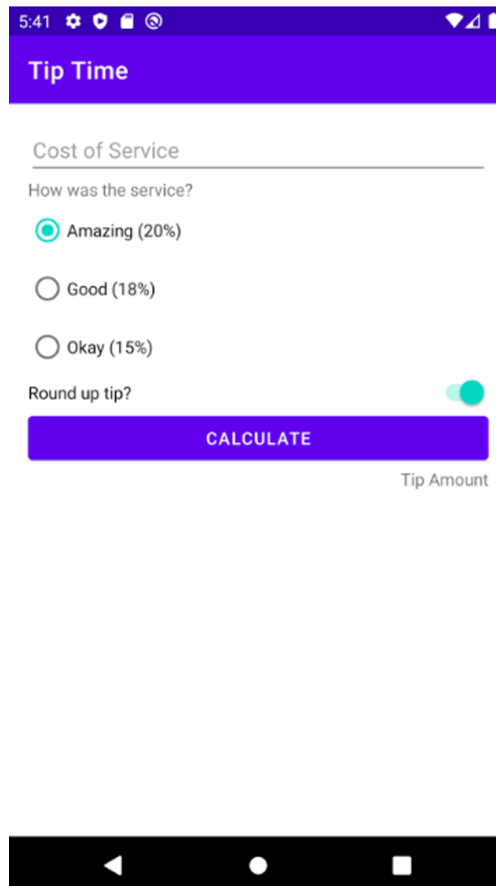 5:41
Tip Time
Cost of Service
How was the service?
Amazing (20%)
Good (18%)
Okay (15%)
Round up tip?
CALCULATE
Tip Amount